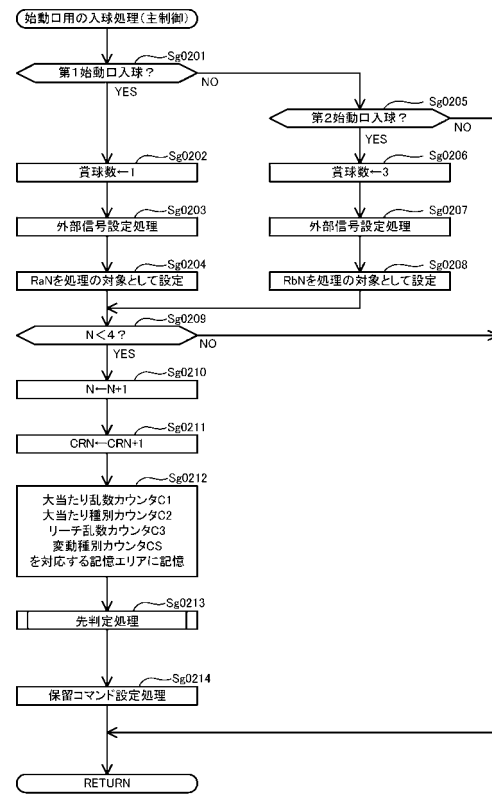 始動口用の入球処理(主制御)
Sg0201
第1始動口入球?
NO
YES
Sg0205
第2始動口入球?
NO
YES
Sg0202
賞球数←1
Sg0206
賞球数←3
Sg0203
外部信号設定処理
Sg0207
外部信号設定処理
Sg0204
RaNを処理の対象として設定
Sg0208
RbNを処理の対象として設定
Sg0209
N<4?
NO
YES
Sg0210
N←N+1
Sg0211
CRN←CRN+1
Sg0212
大当たり乱数カウンタC1
大当たり種別カウンタC2
リーチ乱数カウンタC3
変動種別カウンタCS
を対応する記憶エリアに記憶
Sg0213
先判定処理
Sg0214
保留コマンド設定処理
RETURN